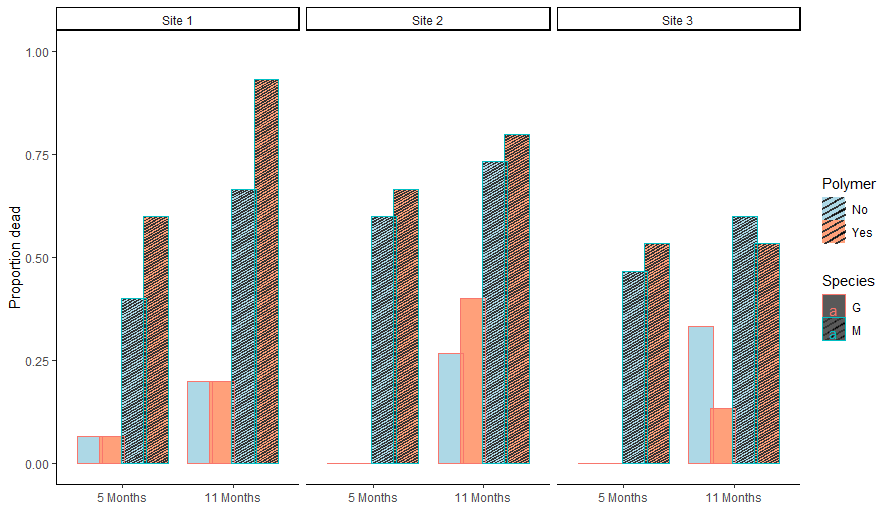 Site 1
Site 2
Site 3
1.00
0.75
0.50
0.25
0.00
Proportion dead
5 Months
11 Months
5 Months
11 Months
5 Months
11 Months
Polymer
No
Yes
Species
a G
a M